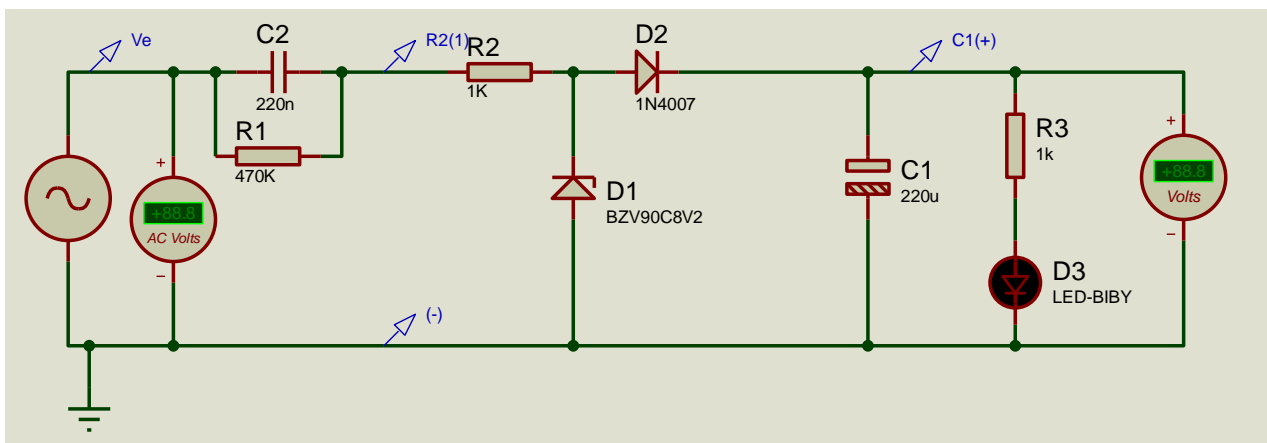 Ve
C2
220n
R1
470K
R2(1)
R2
1K
D2
1N4007
C1(+)
+
+88.8
AC Volts
−
D1
BZV90C8V2
C1
220u
R3
1k
D3
LED-BIBY
+
+88.8
Volts
−
(-)